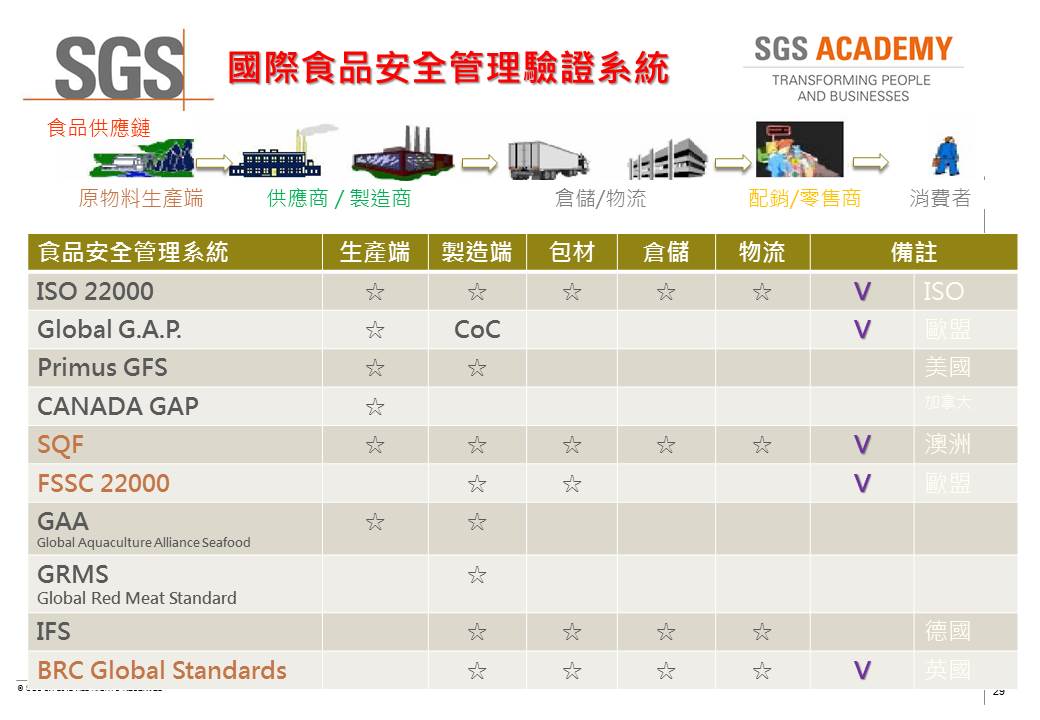 SGS
國際食品安全管理驗證系統
SGS ACADEMY
TRANSFORMING PEOPLE
AND BUSINESSES
食品供應鏈
原物料生產端 供應商 / 製造商 倉儲/物流 配銷/零售商 消費者
食品安全管理系統 生產端 製造端 包材 倉儲 物流 備註
ISO 22000 ☆ ☆ ☆ ☆ ☆ V ISO
Global G.A.P. ☆ CoC V 歐盟
Primus GFS ☆ ☆ 美國
CANADA GAP ☆ 加拿大
SQF ☆ ☆ ☆ ☆ ☆ V 澳洲
FSSC 22000 ☆ ☆ V 歐盟
GAA ☆ ☆
Global Aquaculture Alliance Seafood
GRMS ☆
Global Red Meat Standard
IFS ☆ ☆ ☆ ☆ 德國
BRC Global Standards ☆ ☆ ☆ ☆ V 英國
29